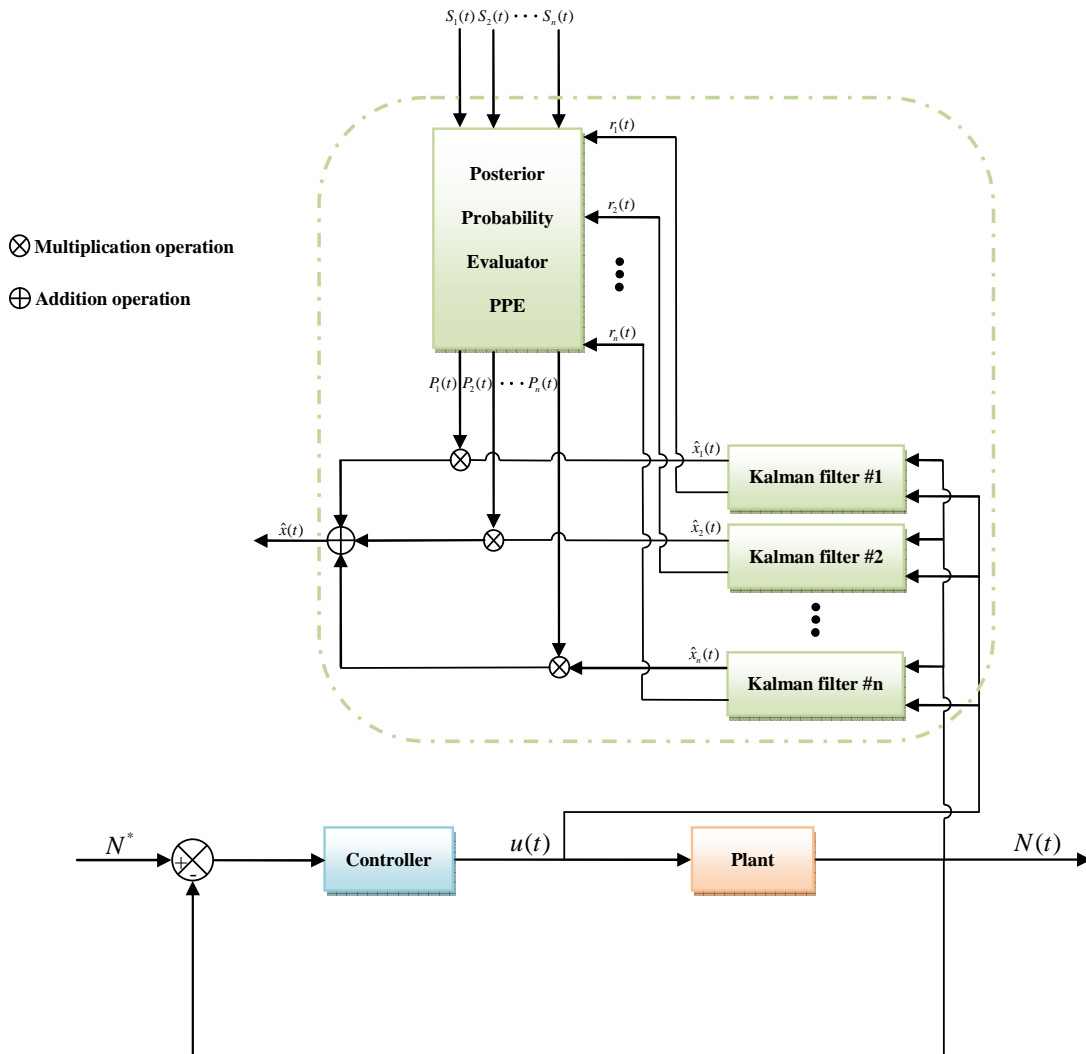 S₁(t) S₂(t) ··· Sₙ(t)
r₁(t)
Posterior
r₂(t)
Probability
⊗ Multiplication operation
Evaluator
⊕ Addition operation
PPE
rₙ(t)
P₁(t) P₂(t) ··· Pₙ(t)
x̂₁(t)
Kalman filter #1
x̂(t)
x̂₂(t)
Kalman filter #2
x̂ₙ(t)
Kalman filter #n
N*
+
-
Controller
u(t)
Plant
N(t)